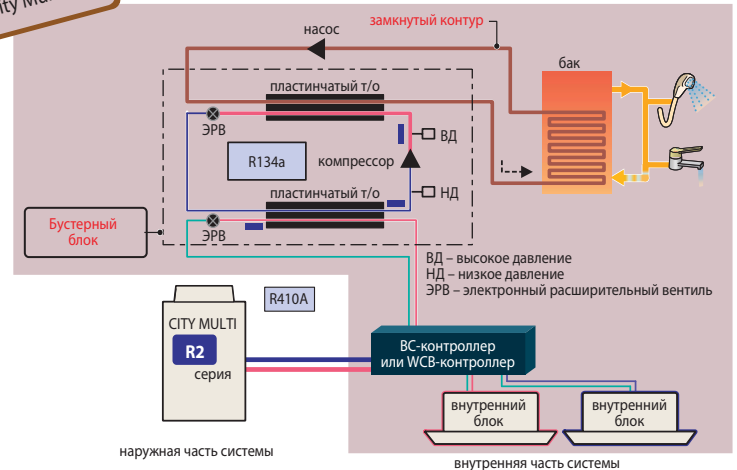 насос
замкнутый контур
бак
пластинчатый т/о
ЭРВ
ВД
R134a
компрессор
пластинчатый т/о
НД
Бустерный
блок
ЭРВ
ВД – высокое давление
НД – низкое давление
ЭРВ – электронный расширительный вентиль
R410A
CITY MULTI
R2
серия
BC-контроллер
или WCB-контроллер
внутренний
блок
внутренний
блок
наружная часть системы
внутренняя часть системы